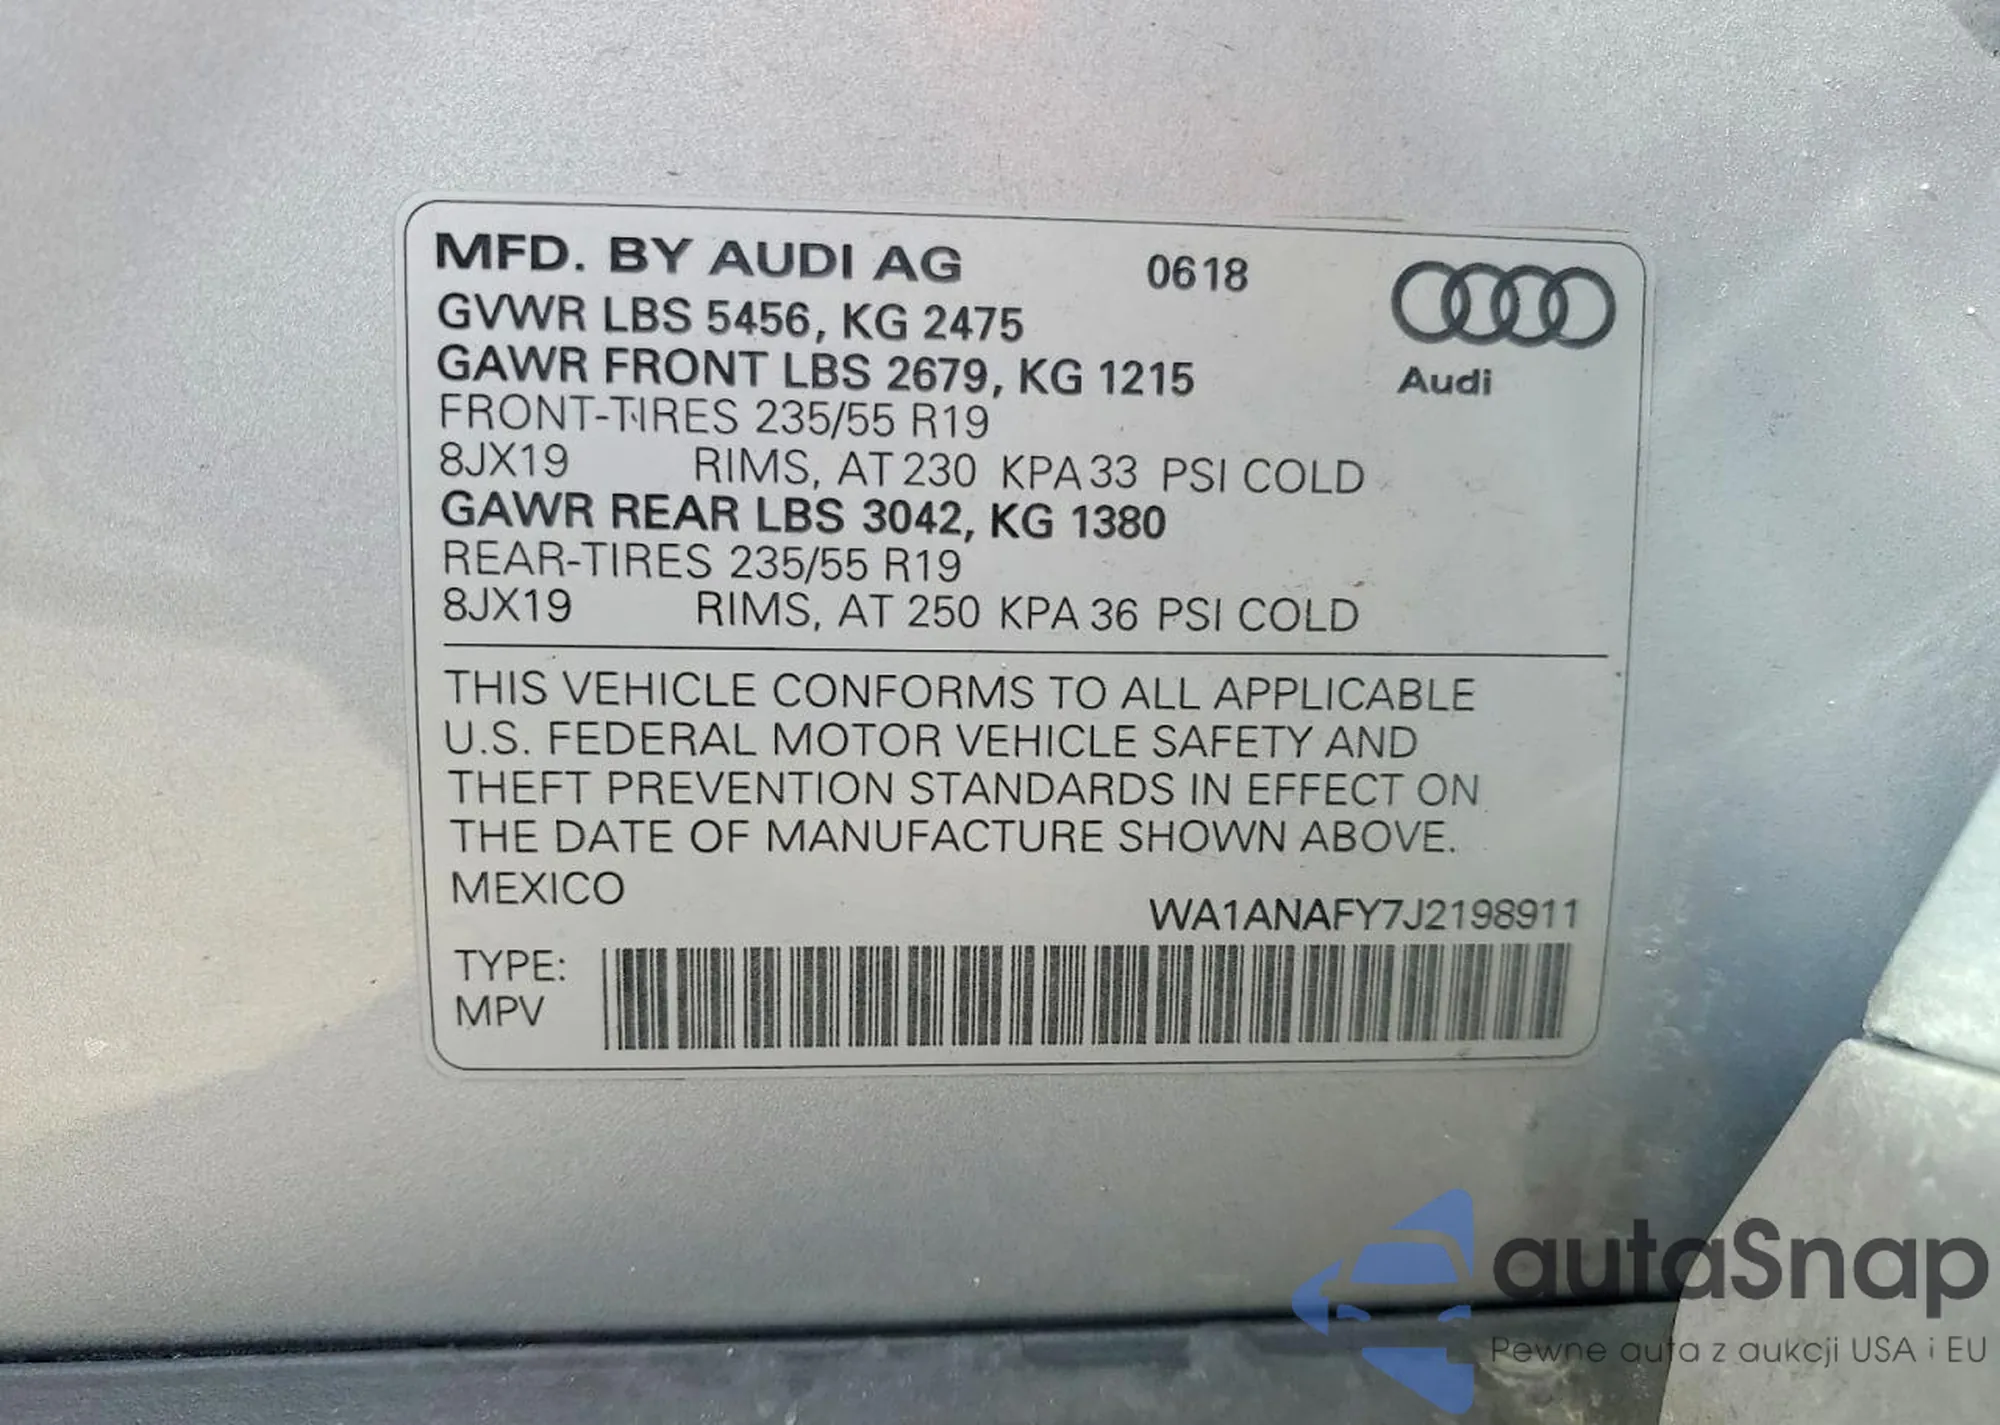 MFD. BY AUDI AG 0618
GVWR LBS 5456, KG 2475
GAWR FRONT LBS 2679, KG 1215
Audi
FRONT-TIRES 235/55 R19
8JX19 RIMS, AT 230 KPA 33 PSI COLD
GAWR REAR LBS 3042, KG 1380
REAR-TIRES 235/55 R19
8JX19 RIMS, AT 250 KPA 36 PSI COLD
THIS VEHICLE CONFORMS TO ALL APPLICABLE
U.S. FEDERAL MOTOR VEHICLE SAFETY AND
THEFT PREVENTION STANDARDS IN EFFECT ON
THE DATE OF MANUFACTURE SHOWN ABOVE.
MEXICO
WA1ANAFY7J2198911
TYPE:
MPV
autaSnap
Pewne auta z aukcji USA i EU